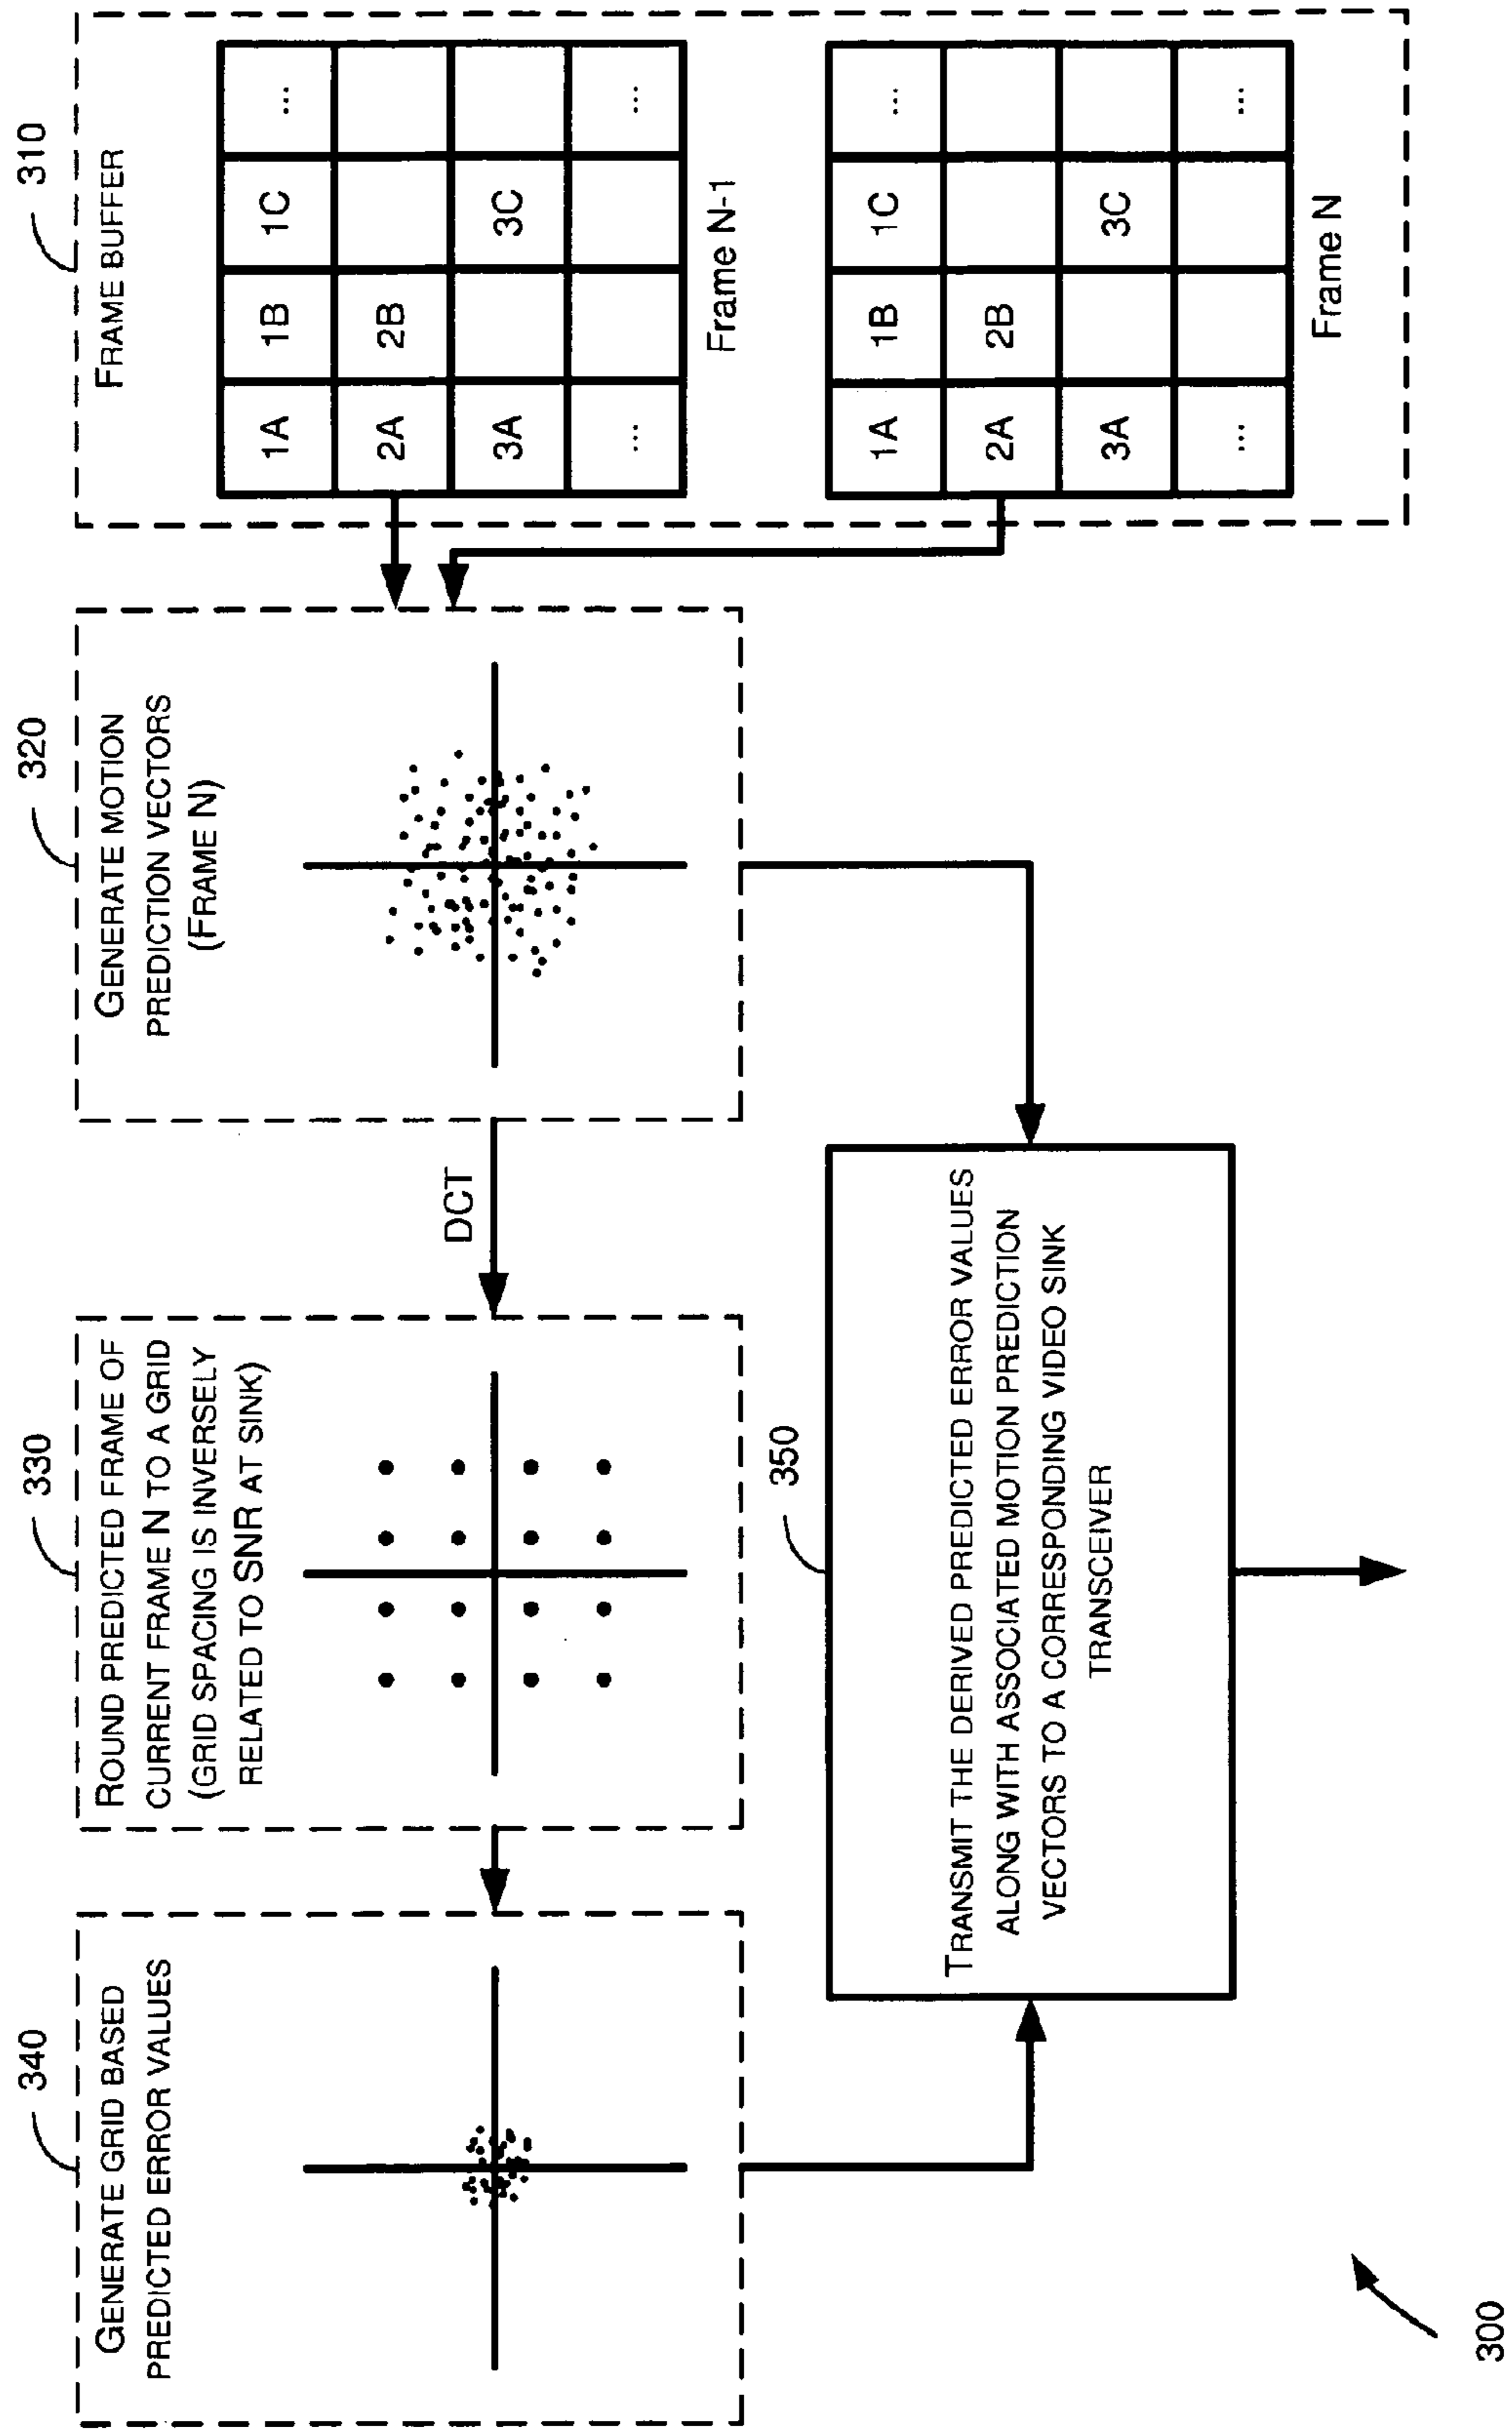 310
FRAME BUFFER
1A 1B 1C ...
2A 2B
3A 3C
... ...
Frame N-1
1A 1B 1C ...
2A 2B
3A 3C
... ...
Frame N
320
GENERATE MOTION
PREDICTION VECTORS
(FRAME N)
DCT
330
ROUND PREDICTED FRAME OF
CURRENT FRAME N TO A GRID
(GRID SPACING IS INVERSELY
RELATED TO SNR AT SINK)
340
GENERATE GRID BASED
PREDICTED ERROR VALUES
350
TRANSMIT THE DERIVED PREDICTED ERROR VALUES
ALONG WITH ASSOCIATED MOTION PREDICTION
VECTORS TO A CORRESPONDING VIDEO SINK
TRANSCEIVER
300